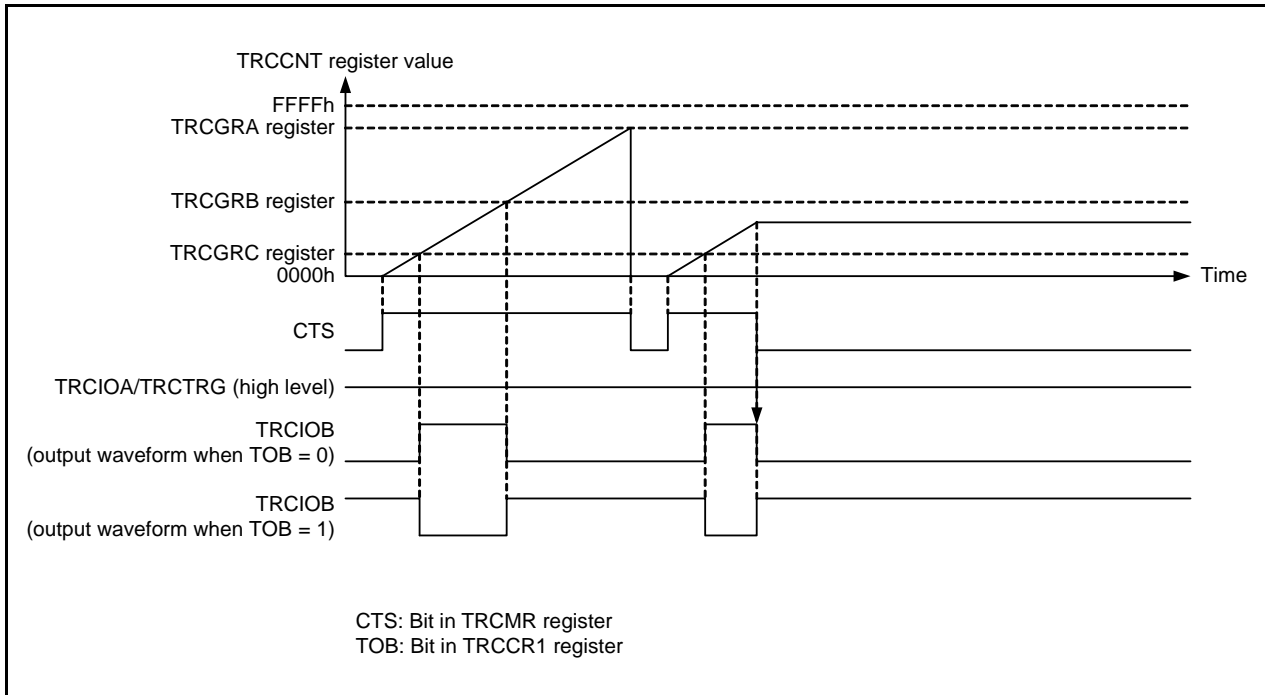 TRCCNT register value
FFFFh
TRCGRA register
TRCGRB register
TRCGRC register
0000h
Time
CTS
TRCIOA/TRCTRG (high level)
TRCIOB
(output waveform when TOB = 0)
TRCIOB
(output waveform when TOB = 1)
CTS: Bit in TRCMR register
TOB: Bit in TRCCR1 register